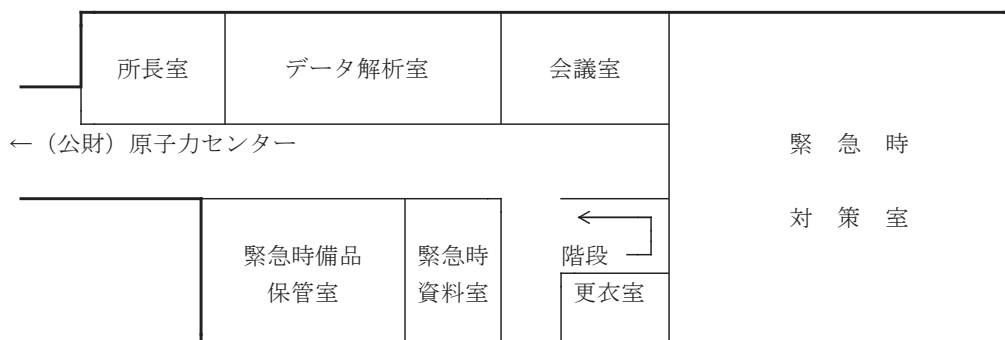 所長室
データ解析室
会議室
←（公財）原子力センター
緊急時
対策室
緊急時備品
保管室
緊急時
資料室
階段
更衣室